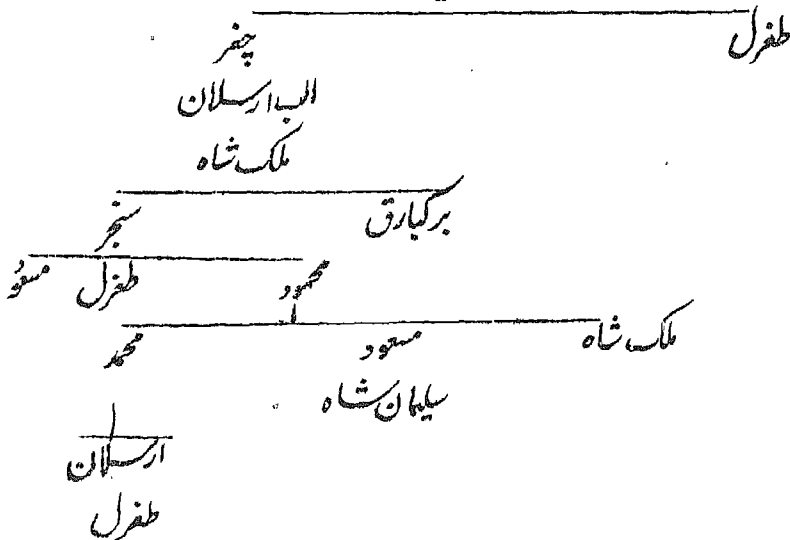 طغرل چغر
الب ارسلان
ملک شاه
برکیارق سنجر
محمود طغرل مسعود
ملک شاه مسعود محمد
سلیمان شاه
ارسلان
طغرل